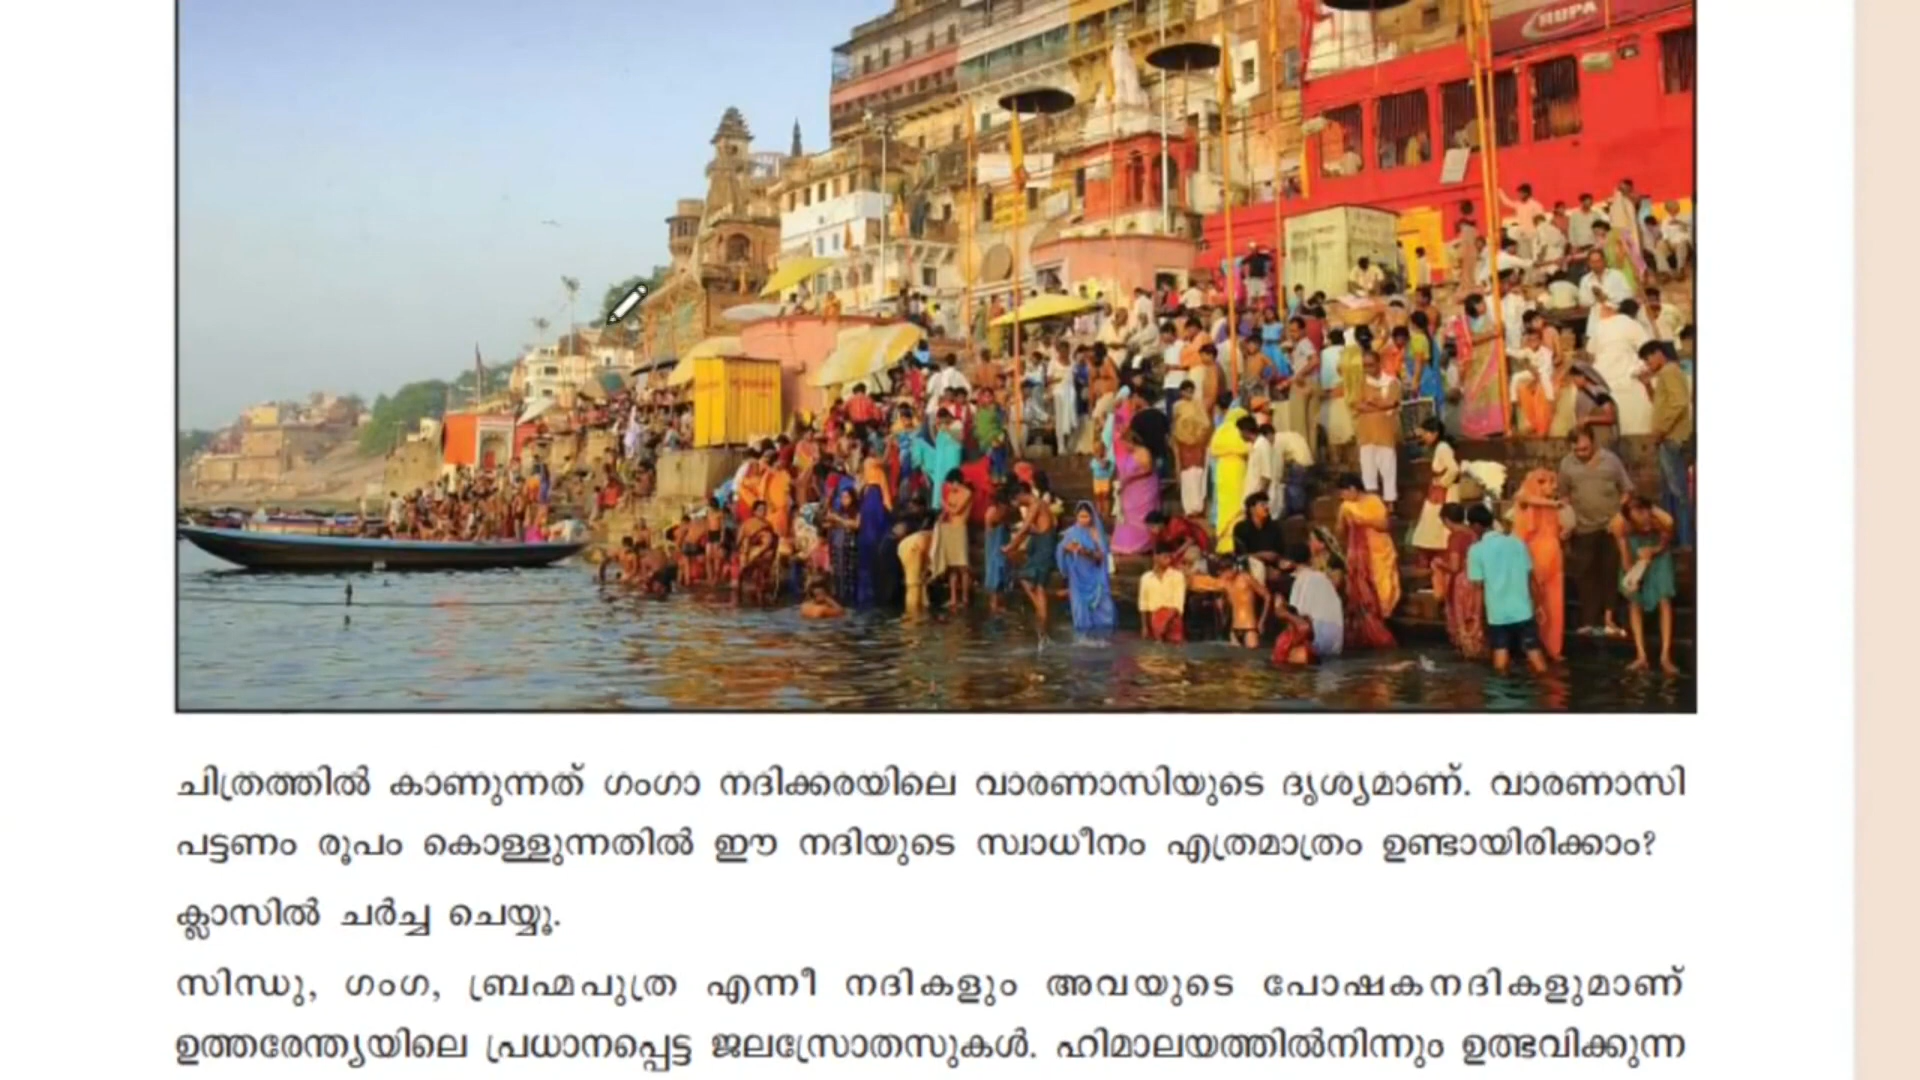 RUPA
ചിത്രത്തിൽ കാണുന്നത് ഗംഗാ നദിക്കരയിലെ വാരണാസിയുടെ ദൃശ്യമാണ്. വാരണാസി
പട്ടണം രൂപം കൊള്ളുന്നതിൽ ഈ നദിയുടെ സ്വാധീനം എത്രമാത്രം ഉണ്ടായിരിക്കാം?
ക്ലാസിൽ ചർച്ച ചെയ്യൂ.
സിന്ധു, ഗംഗ, ബ്രഹ്മപുത്ര എന്നീ നദികളും അവയുടെ പോഷകനദികളുമാണ്
ഉത്തരേന്ത്യയിലെ പ്രധാനപ്പെട്ട ജലസ്രോതസുകൾ. ഹിമാലയത്തിൽനിന്നും ഉത്ഭവിക്കുന്ന